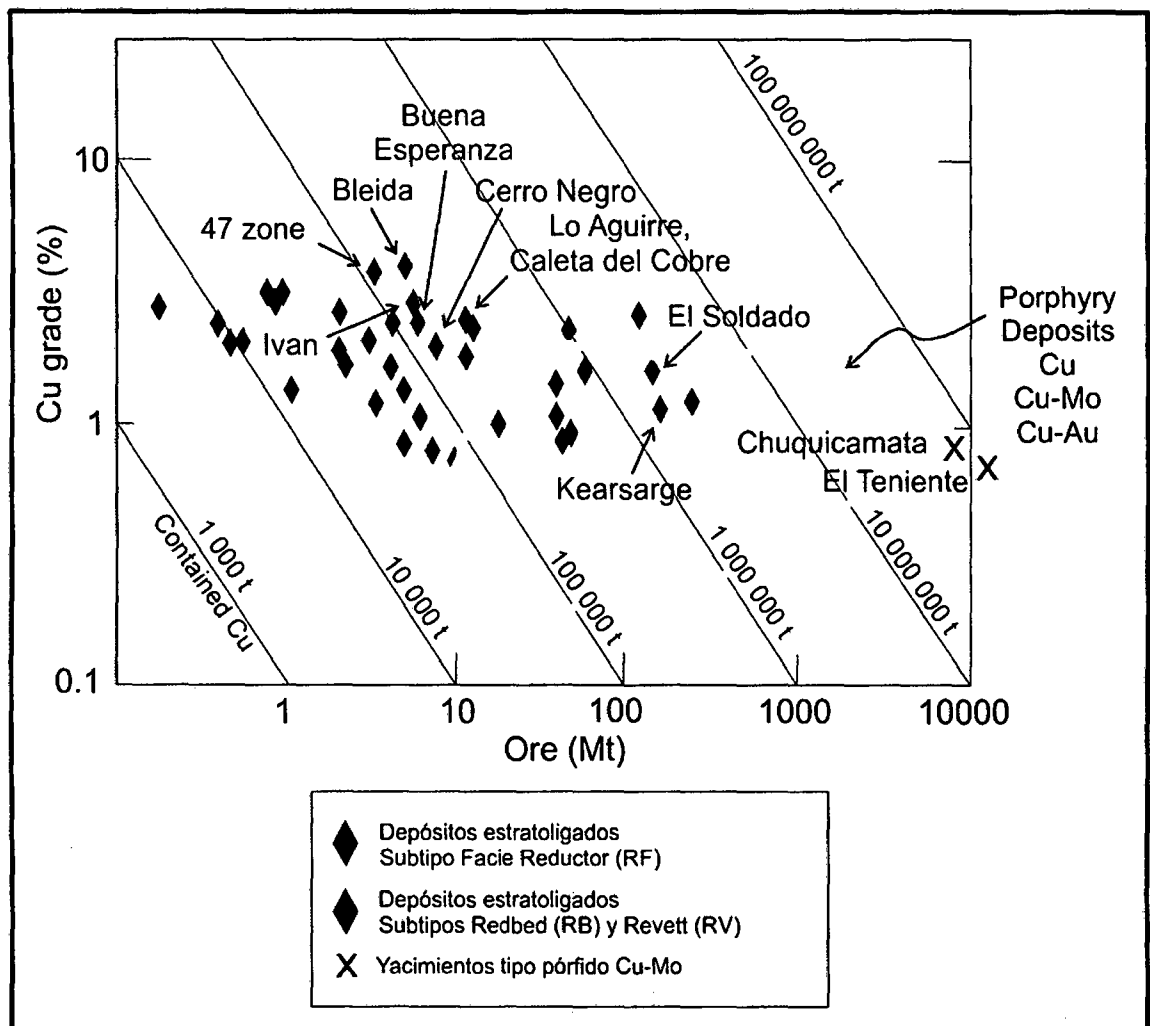 Cu grade (%)
10
1
0.1
1
10
100
1000
10000
Ore (Mt)
Buena
Esperanza
Bleida
Cerro Negro
47 zone
Lo Aguirre,
Caleta del Cobre
Ivan
El Soldado
Kearsarge
Porphyry
Deposits
Cu
Cu-Mo
Cu-Au
Chuquicamata
El Teniente
Contained Cu
1 000 t
10 000 t
100 000 t
1 000 000 t
10 000 000 t
100 000 000 t
Depósitos estratoligados
Subtipo Facie Reductor (RF)
Depósitos estratoligados
Subtipos Redbed (RB) y Revett (RV)
Yacimientos tipo pórfido Cu-Mo